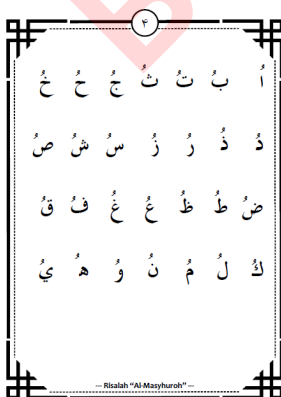 ٤
اُ بُ تُ ثُ جُ حُ خُ
دُ ذُ رُ زُ سُ شُ صُ
ضُ طُ ظُ عُ غُ فُ قُ
كُ لُ مُ نُ وُ هُ يُ
--- Risalah “Al-Masyhuroh” ---